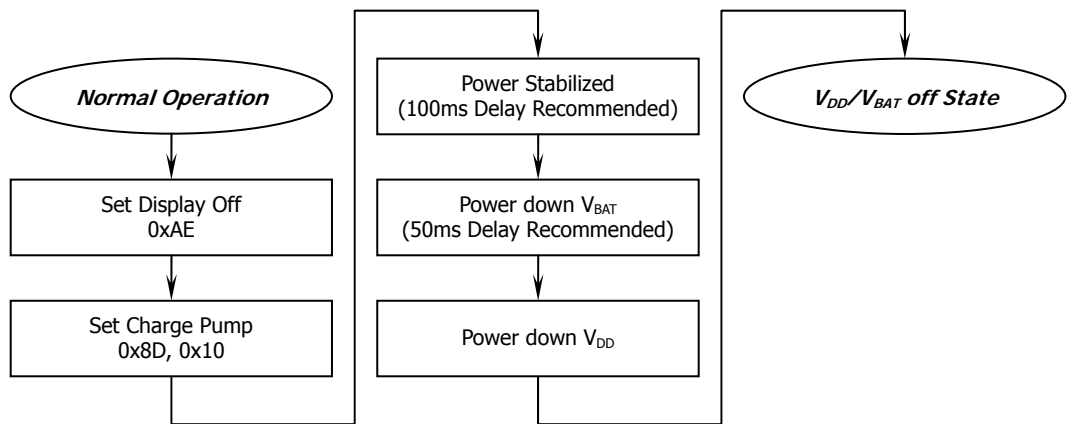 Normal Operation
Set Display Off
0xAE
Set Charge Pump
0x8D, 0x10
Power Stabilized
(100ms Delay Recommended)
Power down VBAT
(50ms Delay Recommended)
Power down VDD
VDD/VBAT off State